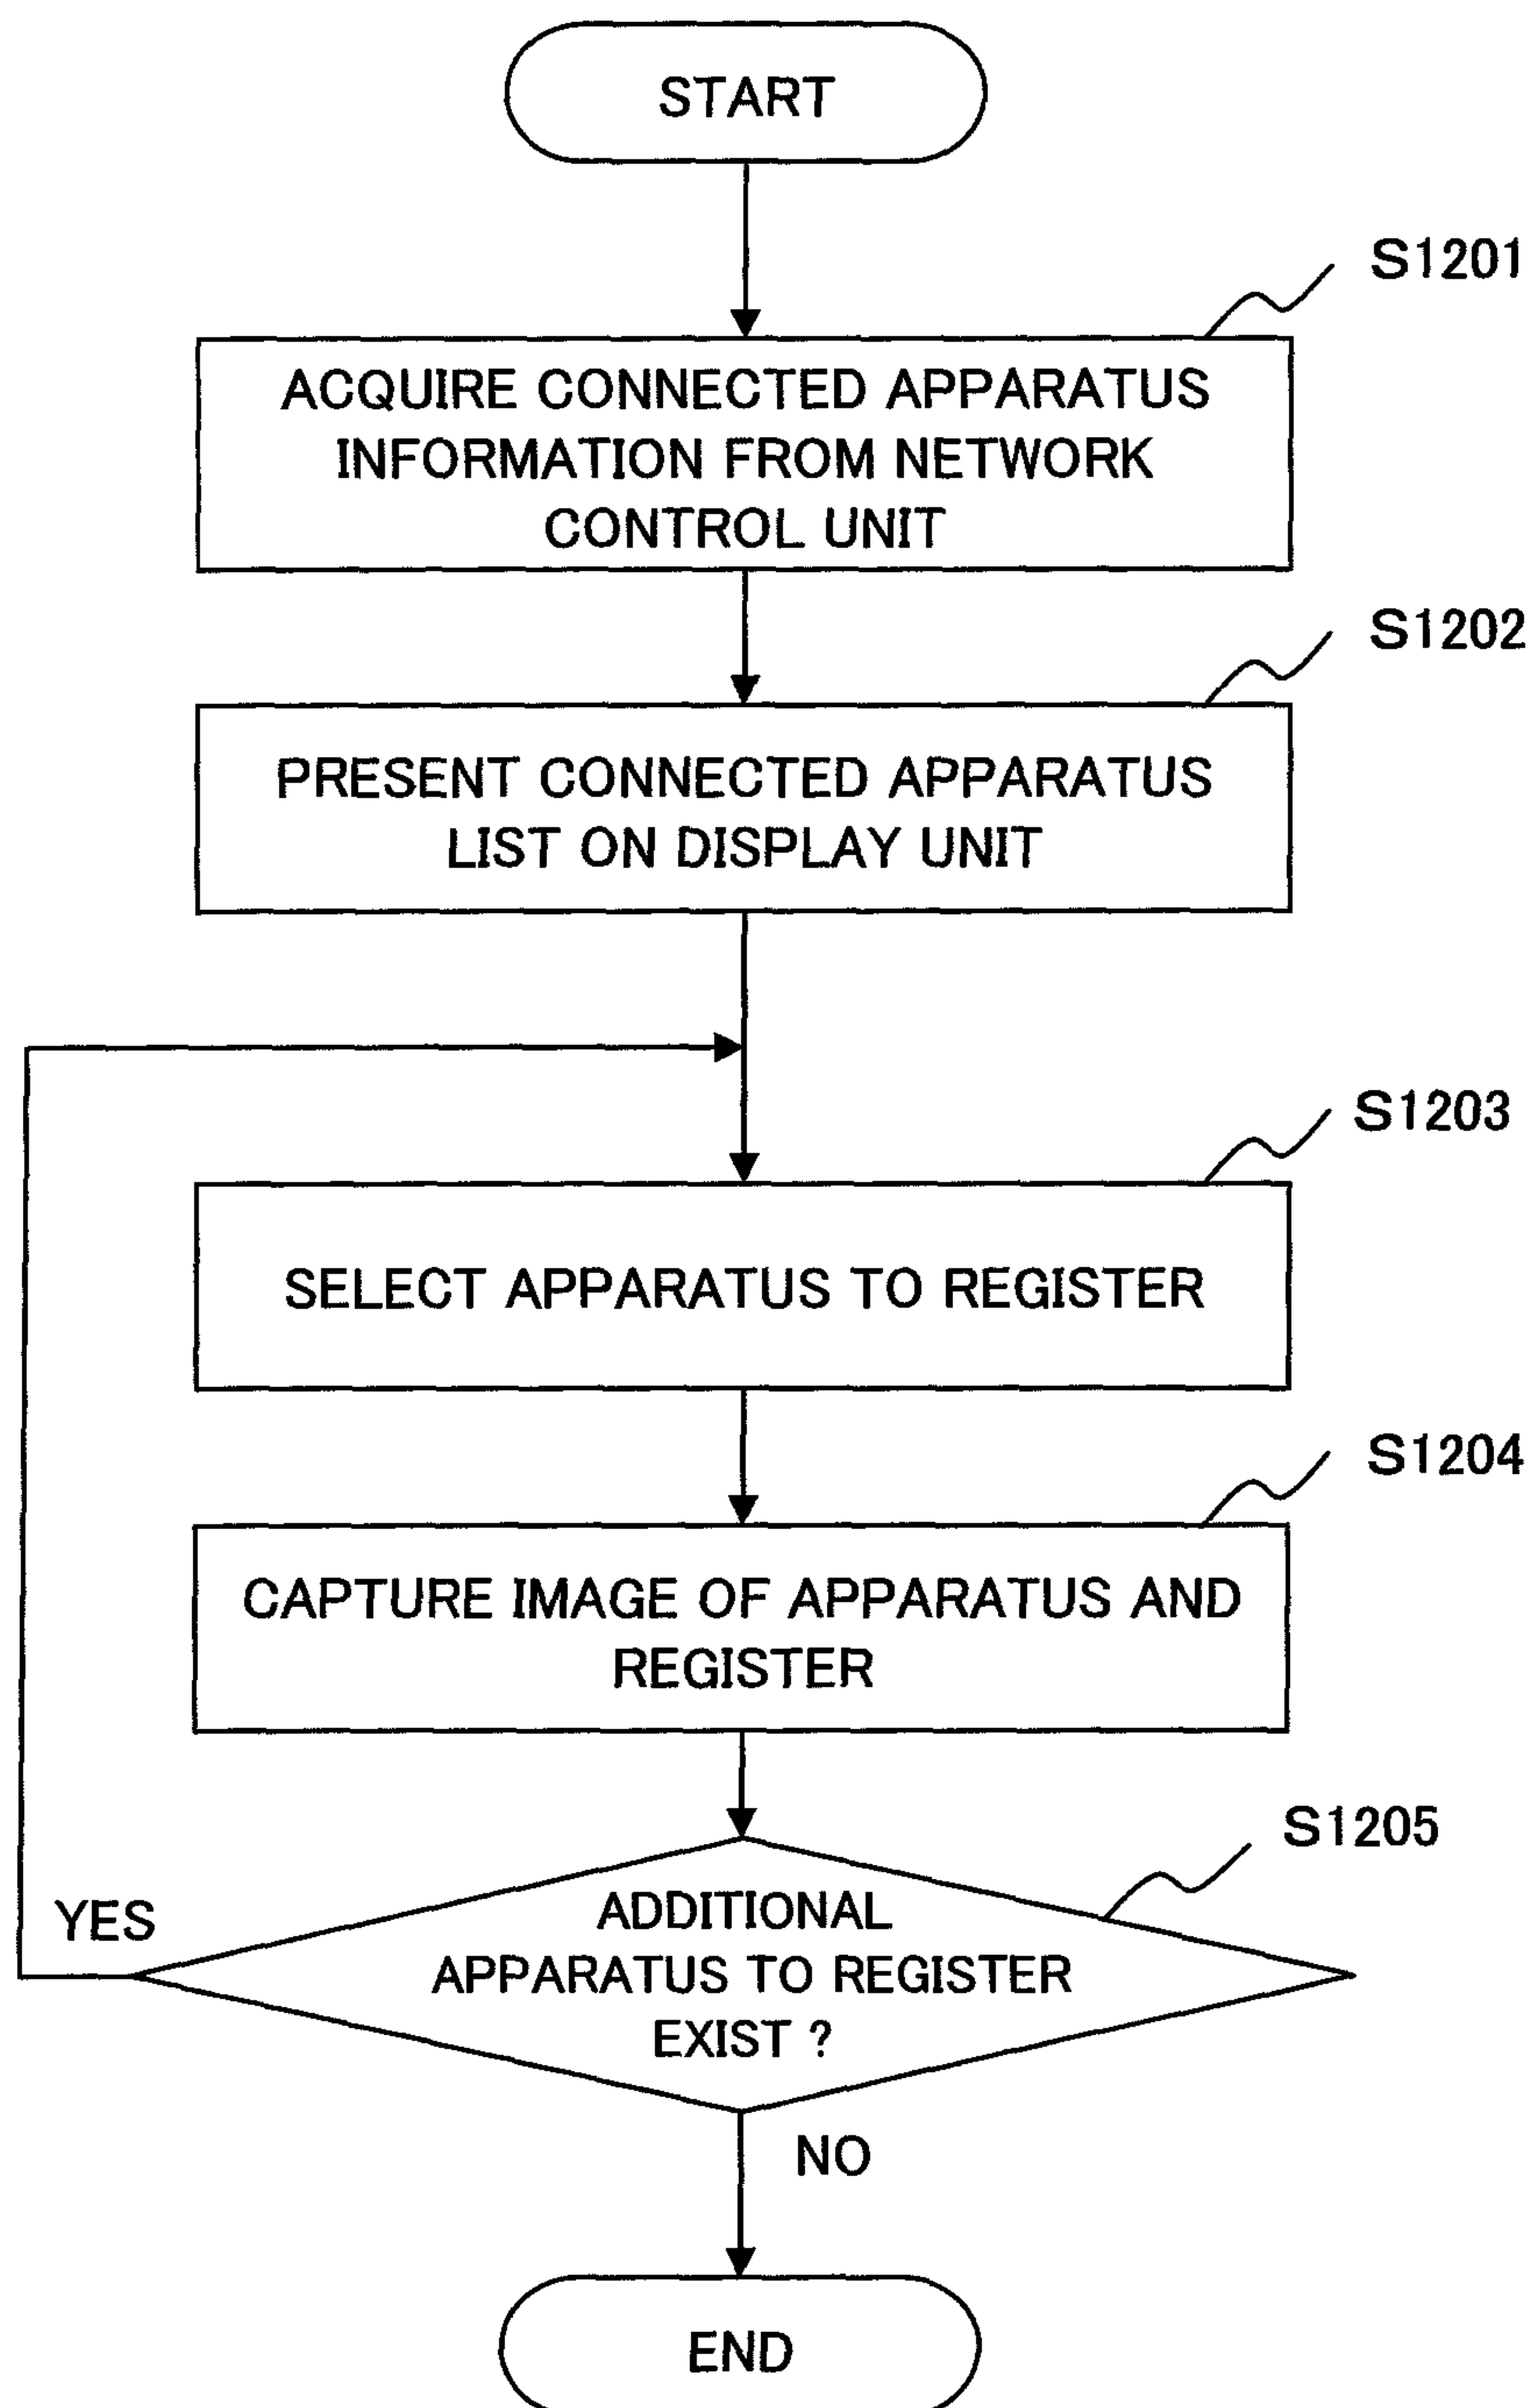 START
S1201
ACQUIRE CONNECTED APPARATUS
INFORMATION FROM NETWORK
CONTROL UNIT
S1202
PRESENT CONNECTED APPARATUS
LIST ON DISPLAY UNIT
S1203
SELECT APPARATUS TO REGISTER
S1204
CAPTURE IMAGE OF APPARATUS AND
REGISTER
S1205
YES
ADDITIONAL
APPARATUS TO REGISTER
EXIST ?
NO
END